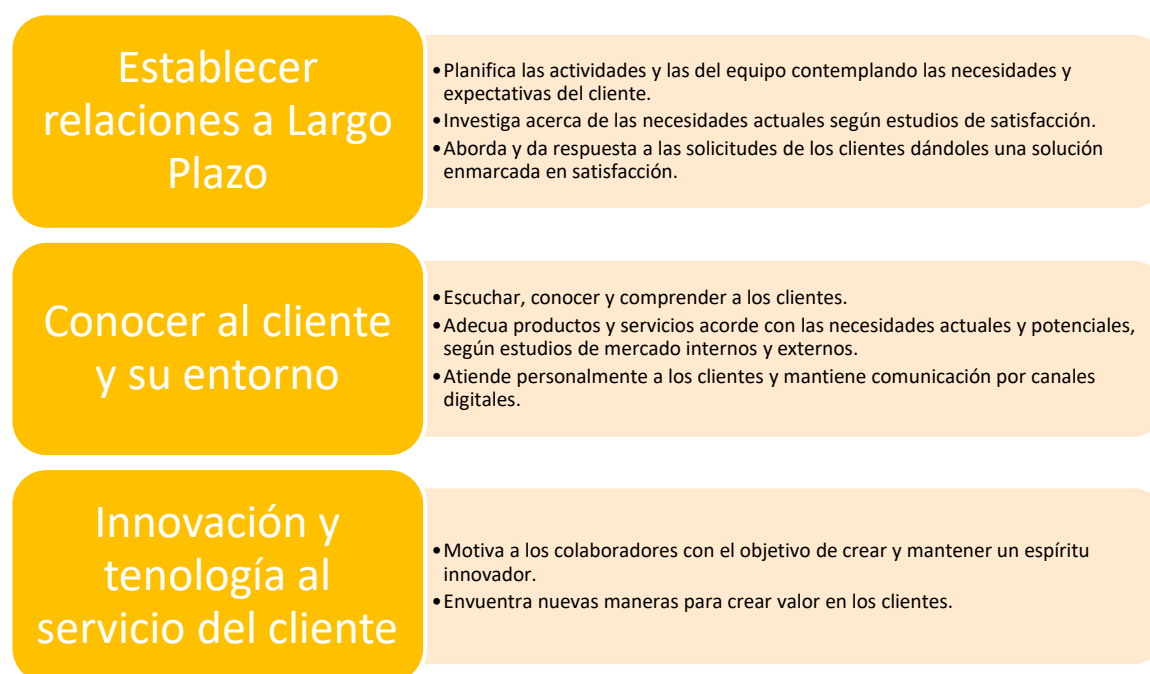 Establecer
relaciones a Largo
Plazo
•Planifica las actividades y las del equipo contemplando las necesidades y
expectativas del cliente.
•Investiga acerca de las necesidades actuales según estudios de satisfacción.
•Aborda y da respuesta a las solicitudes de los clientes dándoles una solución
enmarcada en satisfacción.
Conocer al cliente
y su entorno
•Escuchar, conocer y comprender a los clientes.
•Adecua productos y servicios acorde con las necesidades actuales y potenciales,
según estudios de mercado internos y externos.
•Atiende personalmente a los clientes y mantiene comunicación por canales
digitales.
Innovación y
tenología al
servicio del cliente
•Motiva a los colaboradores con el objetivo de crear y mantener un espíritu
innovador.
•Envuentra nuevas maneras para crear valor en los clientes.